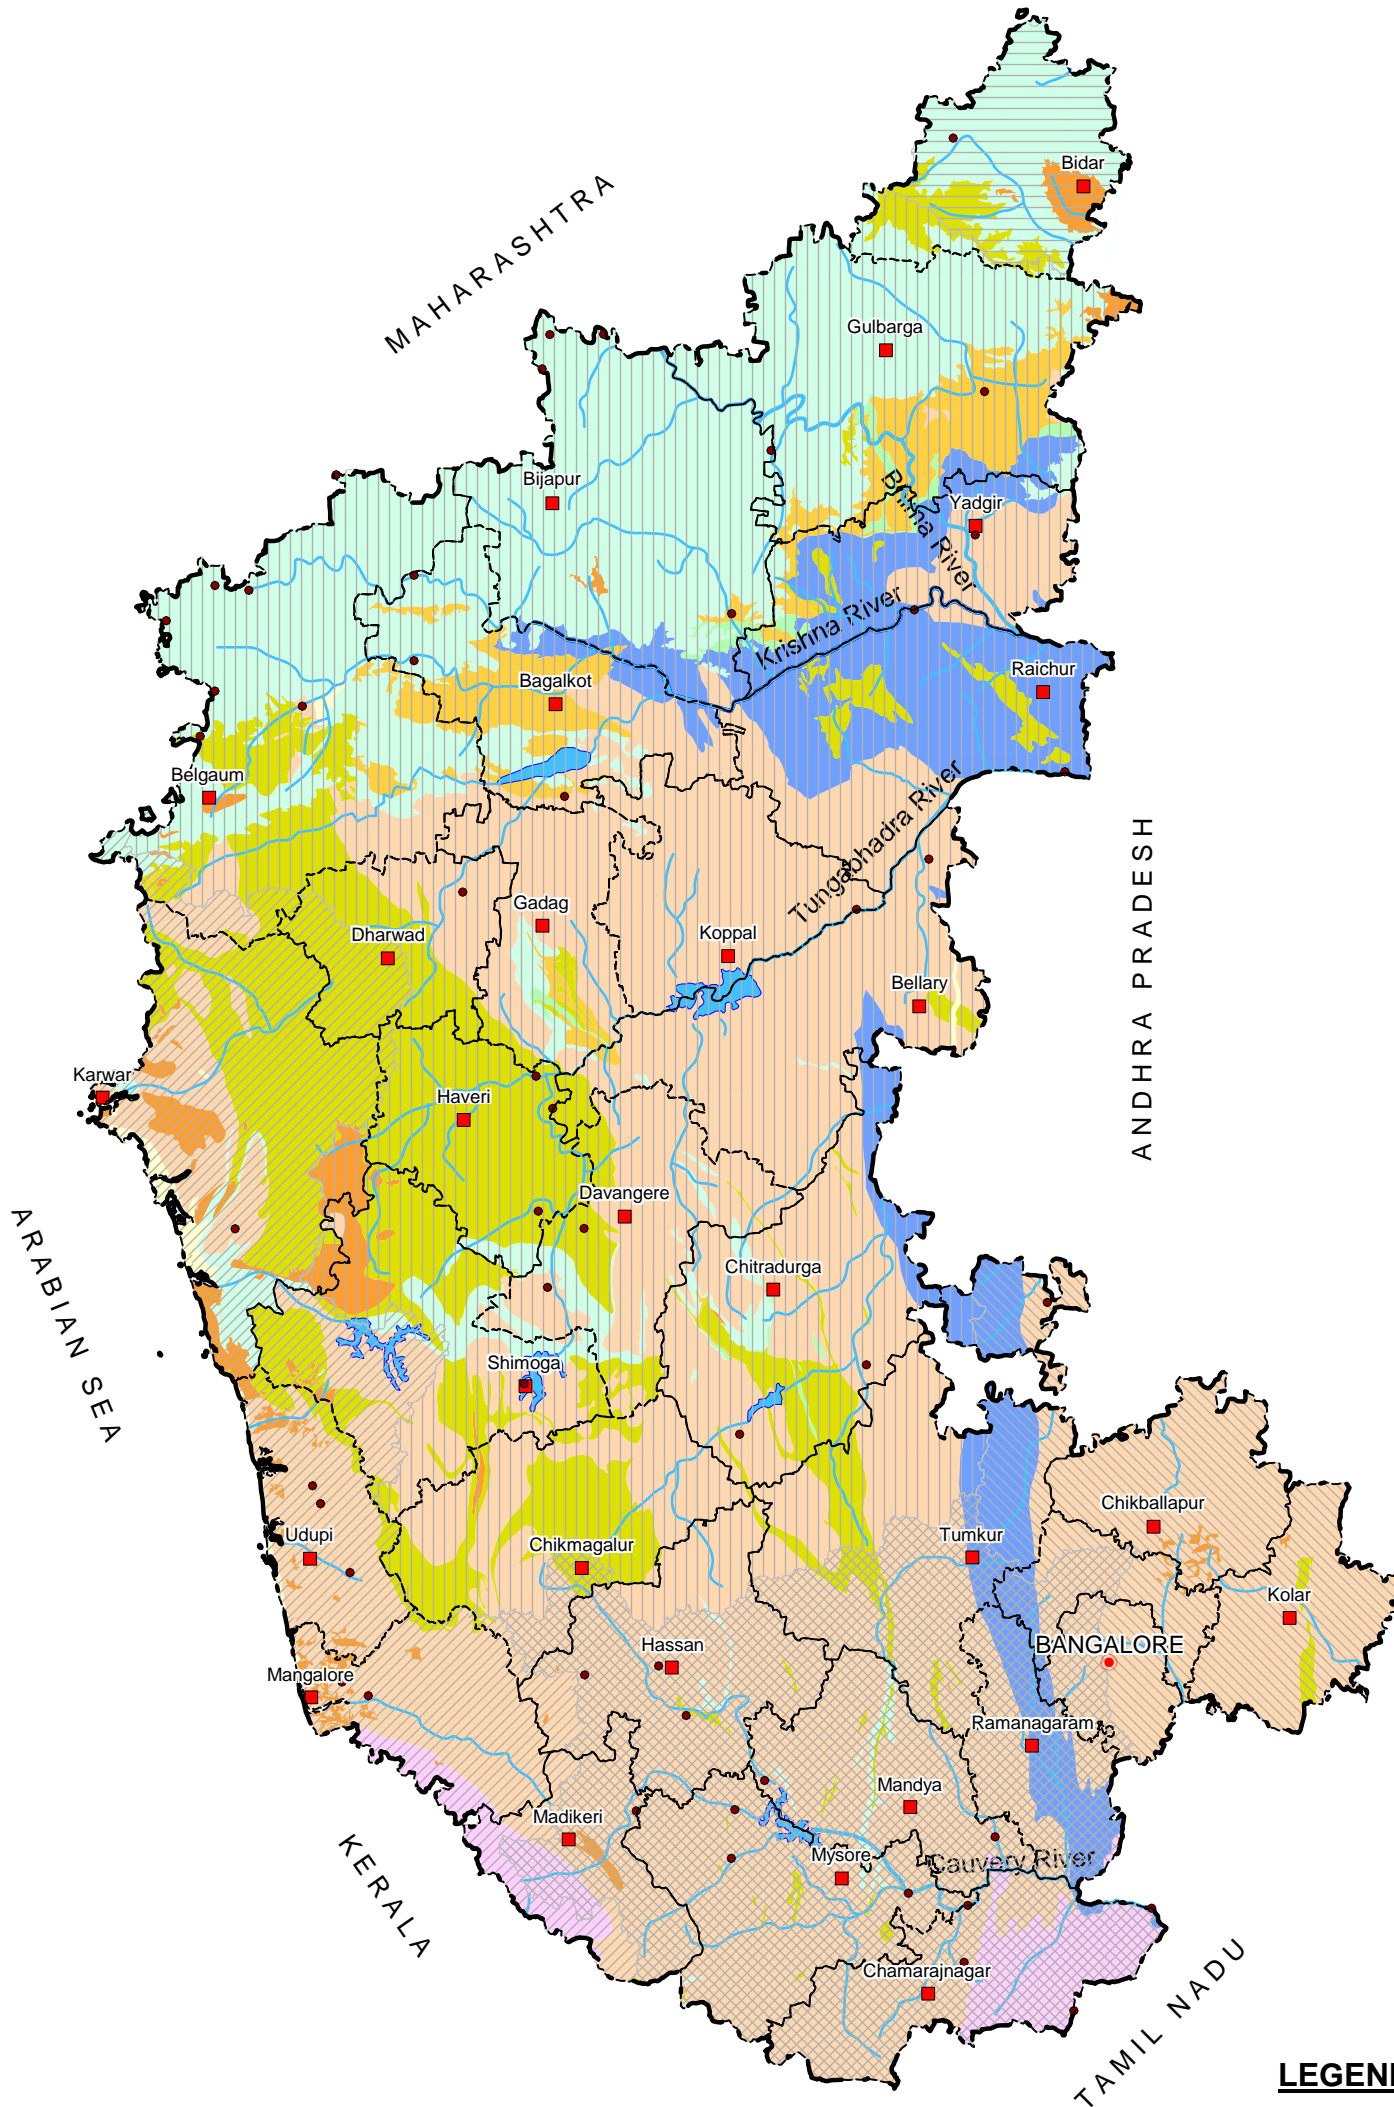 Bidar
MAHARASHTRA
Gulbarga
Bijapur
Yadgir
Bhima River
Krishna River
Raichur
Bagalkot
Belgaum
Tungabhadra River
Gadag
Dharwad
Koppal
Bellary
ANDHRA PRADESH
Karwar
Haveri
Davangere
Chitradurga
ARABIAN SEA
Shimoga
Chikballapur
Udupi
Chikmagalur
Tumkur
Kolar
Hassan
BANGALORE
Mangalore
Ramanagaram
Mandya
Madikeri
Mysore
Cauvery River
KERALA
Chamarajnagar
TAMIL NADU
LEGEN